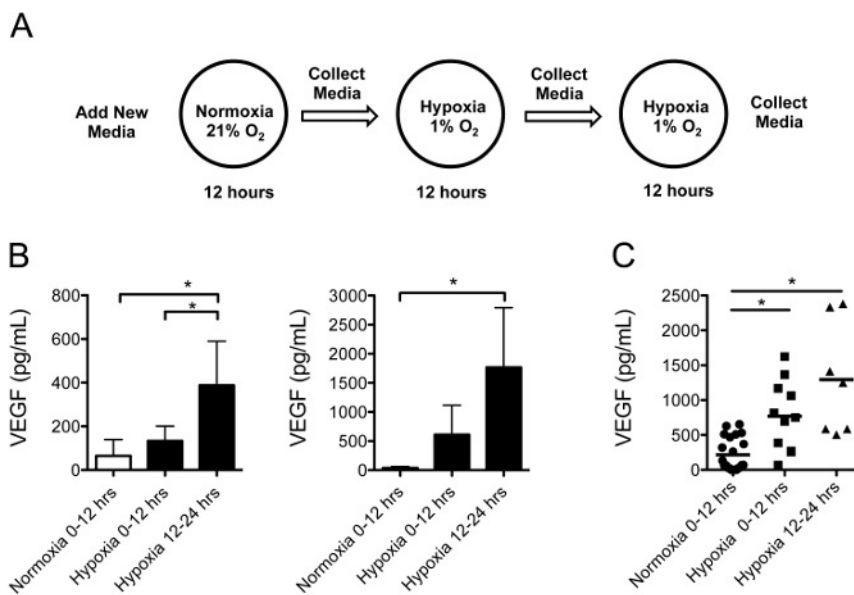 A
Add New
Media
Normoxia
21% O₂
12 hours
Collect
Media
Hypoxia
1% O₂
12 hours
Collect
Media
Hypoxia
1% O₂
12 hours
Collect
Media
B
VEGF (pg/mL)
800
600
400
200
0
*
*
Normoxia 0-12 hrs
Hypoxia 0-12 hrs
Hypoxia 12-24 hrs
VEGF (pg/mL)
3000
2500
2000
1500
1000
500
0
*
Normoxia 0-12 hrs
Hypoxia 0-12 hrs
Hypoxia 12-24 hrs
C
VEGF (pg/mL)
2500
2000
1500
1000
500
0
*
*
Normoxia 0-12 hrs
Hypoxia 0-12 hrs
Hypoxia 12-24 hrs